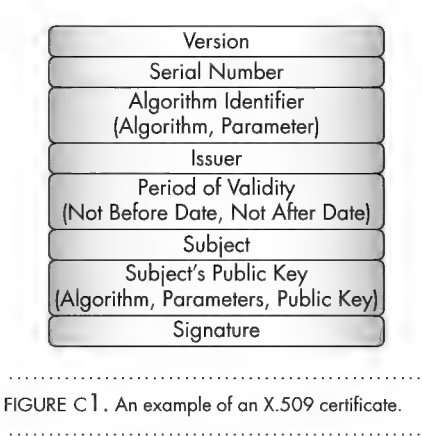 Version
Serial Number
Algorithm Identifier
(Algorithm, Parameter)
Issuer
Period of Validity
(Not Before Date, Not After Date)
Subject
Subject's Public Key
(Algorithm, Parameters, Public Key)
Signature
FIGURE C1. An example of an X.509 certificate.